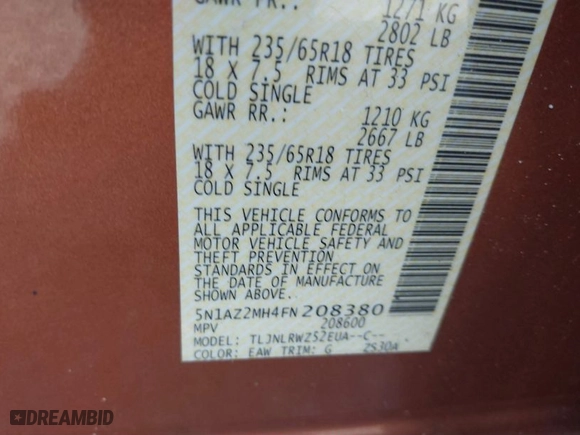 GAWR FR.: 1271 KG
2802 LB
WITH 235/65R18 TIRES
18 X 7.5 RIMS AT 33 PSI
COLD SINGLE
GAWR RR.: 1210 KG
2667 LB
WITH 235/65R18 TIRES
18 X 7.5 RIMS AT 33 PSI
COLD SINGLE
THIS VEHICLE CONFORMS TO
ALL APPLICABLE FEDERAL
MOTOR VEHICLE SAFETY AND
THEFT PREVENTION
STANDARDS IN EFFECT ON
THE DATE OF MANUFACTURE
SHOWN ABOVE.
5N1AZ2MH4FN208380
MPV 208600
MODEL: TLJNLRWZ52EUA--C--
COLOR: EAW TRIM: G ZS30A
DREAMBID